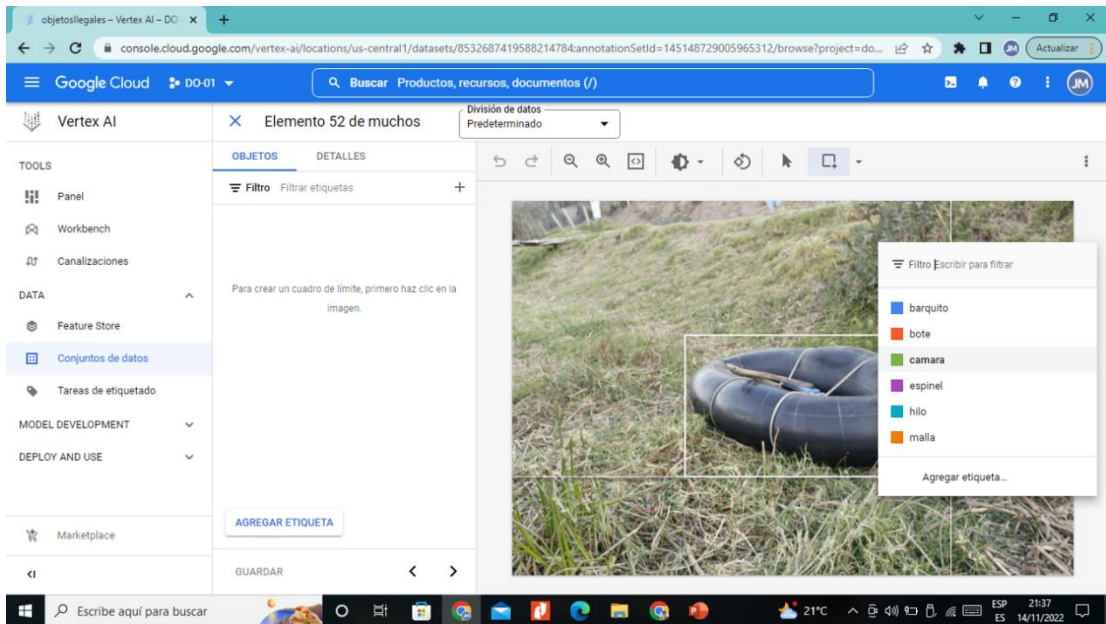 objetosIlegales – Vertex AI – DO-
console.cloud.google.com/vertex-ai/locations/us-central1/datasets/8532687419588214784;annotationSetId=145148729005965312/browse?project=do...
Actualizar
Google Cloud
DO-01
Buscar Productos, recursos, documentos (/)
JM
Vertex AI
Elemento 52 de muchos
División de datos
Predeterminado
TOOLS
Panel
Workbench
Canalizaciones
DATA
Feature Store
Conjuntos de datos
Tareas de etiquetado
MODEL DEVELOPMENT
DEPLOY AND USE
Marketplace
OBJETOS
DETALLES
Filtro Filtrar etiquetas
Para crear un cuadro de límite, primero haz clic en la
imagen.
AGREGAR ETIQUETA
GUARDAR
Filtro Escribir para filtrar
barquito
bote
camara
espinel
hilo
malla
Agregar etiqueta...
Escribe aquí para buscar
21°C
ESP
ES
21:37
14/11/2022